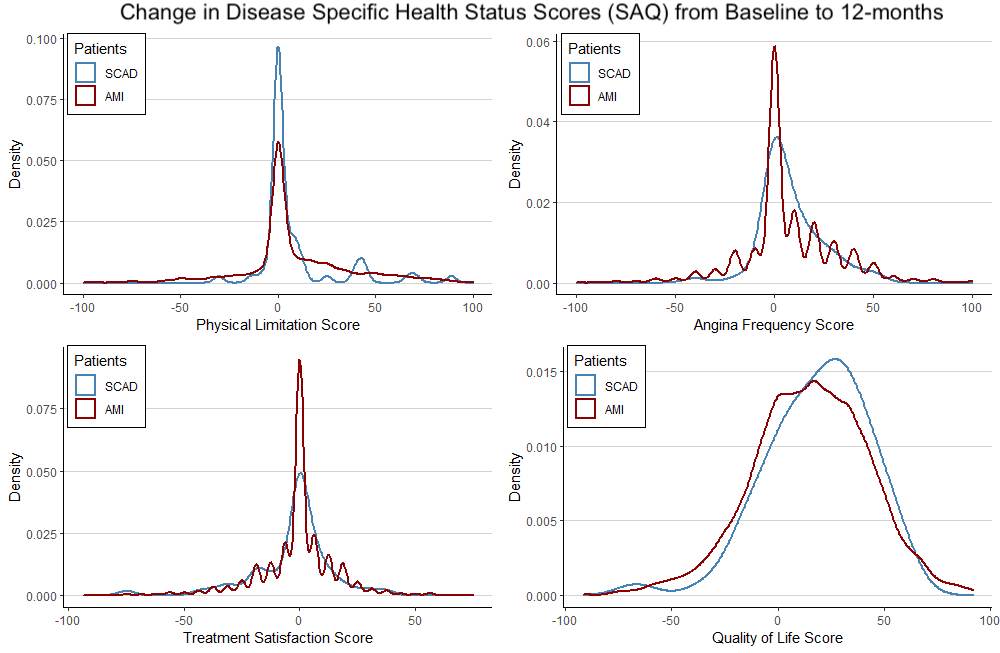 Change in Disease Specific Health Status Scores (SAQ) from Baseline to 12-months
Patients
SCAD
AMI
Density
0.100
0.075
0.050
0.025
0.000
-100 -50 0 50 100
Physical Limitation Score
Patients
SCAD
AMI
Density
0.06
0.04
0.02
0.00
-100 -50 0 50 100
Angina Frequency Score
Patients
SCAD
AMI
Density
0.075
0.050
0.025
0.000
-100 -50 0 50
Treatment Satisfaction Score
Patients
SCAD
AMI
Density
0.015
0.010
0.005
0.000
-100 -50 0 50 100
Quality of Life Score